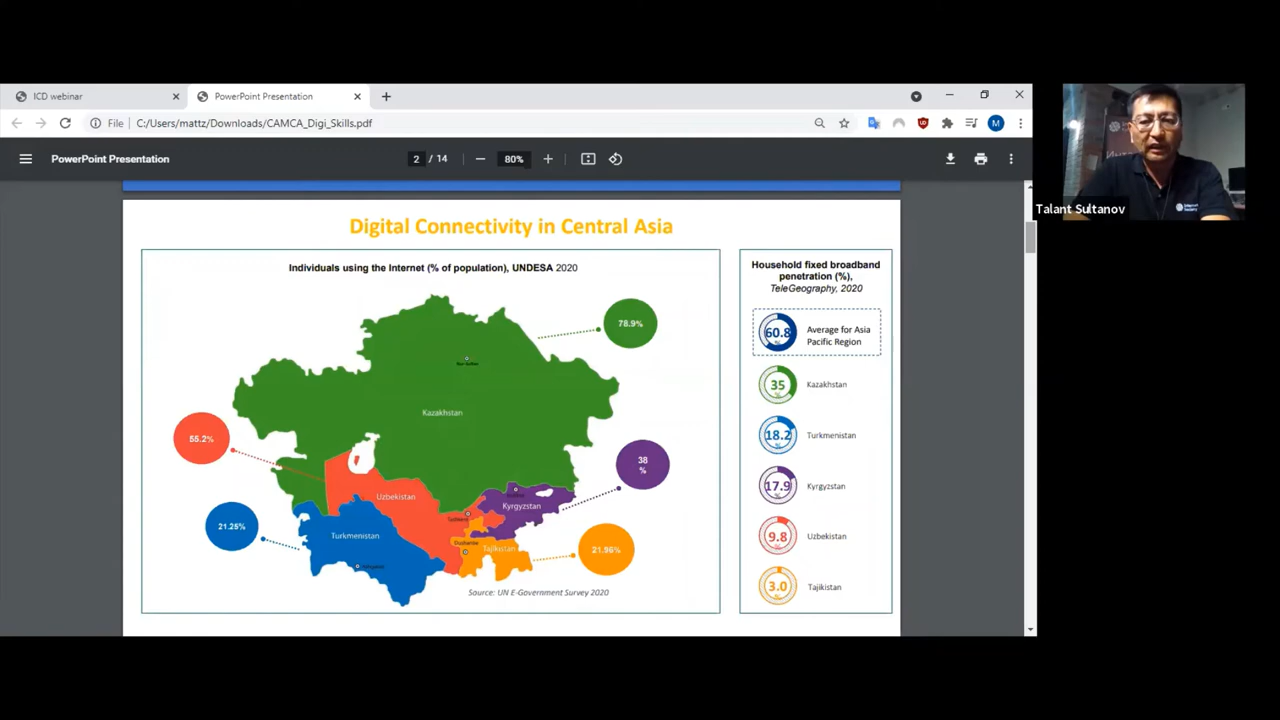 ICD webinar
PowerPoint Presentation
File
C:/Users/mattz/Downloads/CAMCA_Digi_Skills.pdf
M
PowerPoint Presentation
2 / 14
80%
Talant Sultanov
Digital Connectivity in Central Asia
Individuals using the Internet (% of population), UNDESA 2020
78.9%
Kazakhstan
55.2%
38
%
Uzbekistan
Kyrgyzstan
21.25%
Turkmenistan
Tajikistan
21.96%
Source: UN E-Government Survey 2020
Household fixed broadband
penetration (%),
TeleGeography, 2020
60.8
%
Average for Asia
Pacific Region
35
%
Kazakhstan
18.2
%
Turkmenistan
17.9
%
Kyrgyzstan
9.8
%
Uzbekistan
3.0
%
Tajikistan